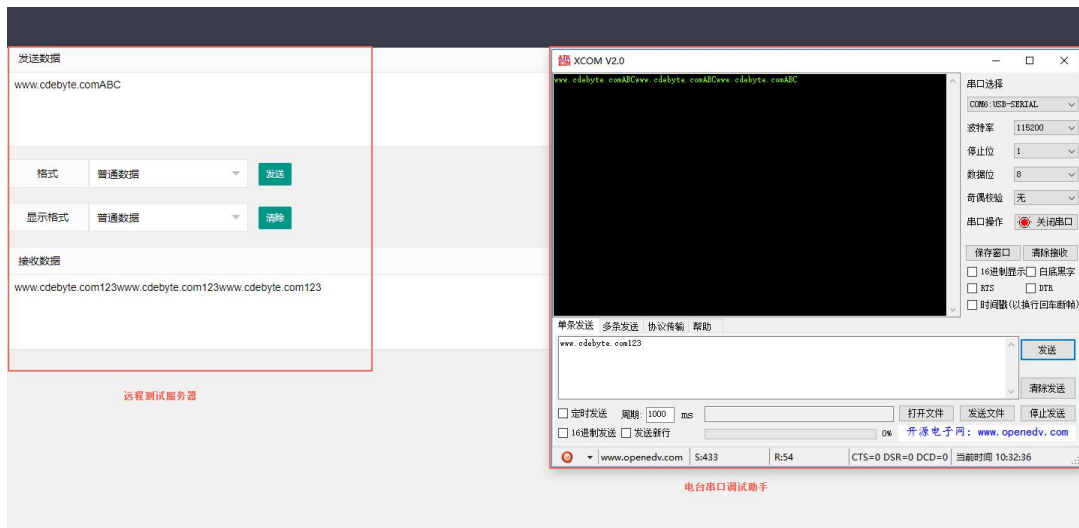 发送数据
www.cdebyte.comABC
格式 普通数据 发送
显示格式 普通数据 清除
接收数据
www.cdebyte.com123www.cdebyte.com123www.cdebyte.com123
远程测试服务器
XCOM V2.0
www.cdebyte.comABCwww.cdebyte.comABCwww.cdebyte.comABC
串口选择
COM6:USB-SERIAL
波特率 115200
停止位 1
数据位 8
奇偶校验 无
串口操作 关闭串口
保存窗口 清除接收
16进制显示 白底黑字
RTS DTR
时间戳(以换行回车断帧)
单条发送 多条发送 协议传输 帮助
www.cdebyte.com123
发送
清除发送
定时发送 周期: 1000 ms 打开文件 发送文件 停止发送
16进制发送 发送新行 0% 开源电子网: www.openedv.com
www.openedv.com S:433 R:54 CTS=0 DSR=0 DCD=0 当前时间 10:32:36
电台串口调试助手